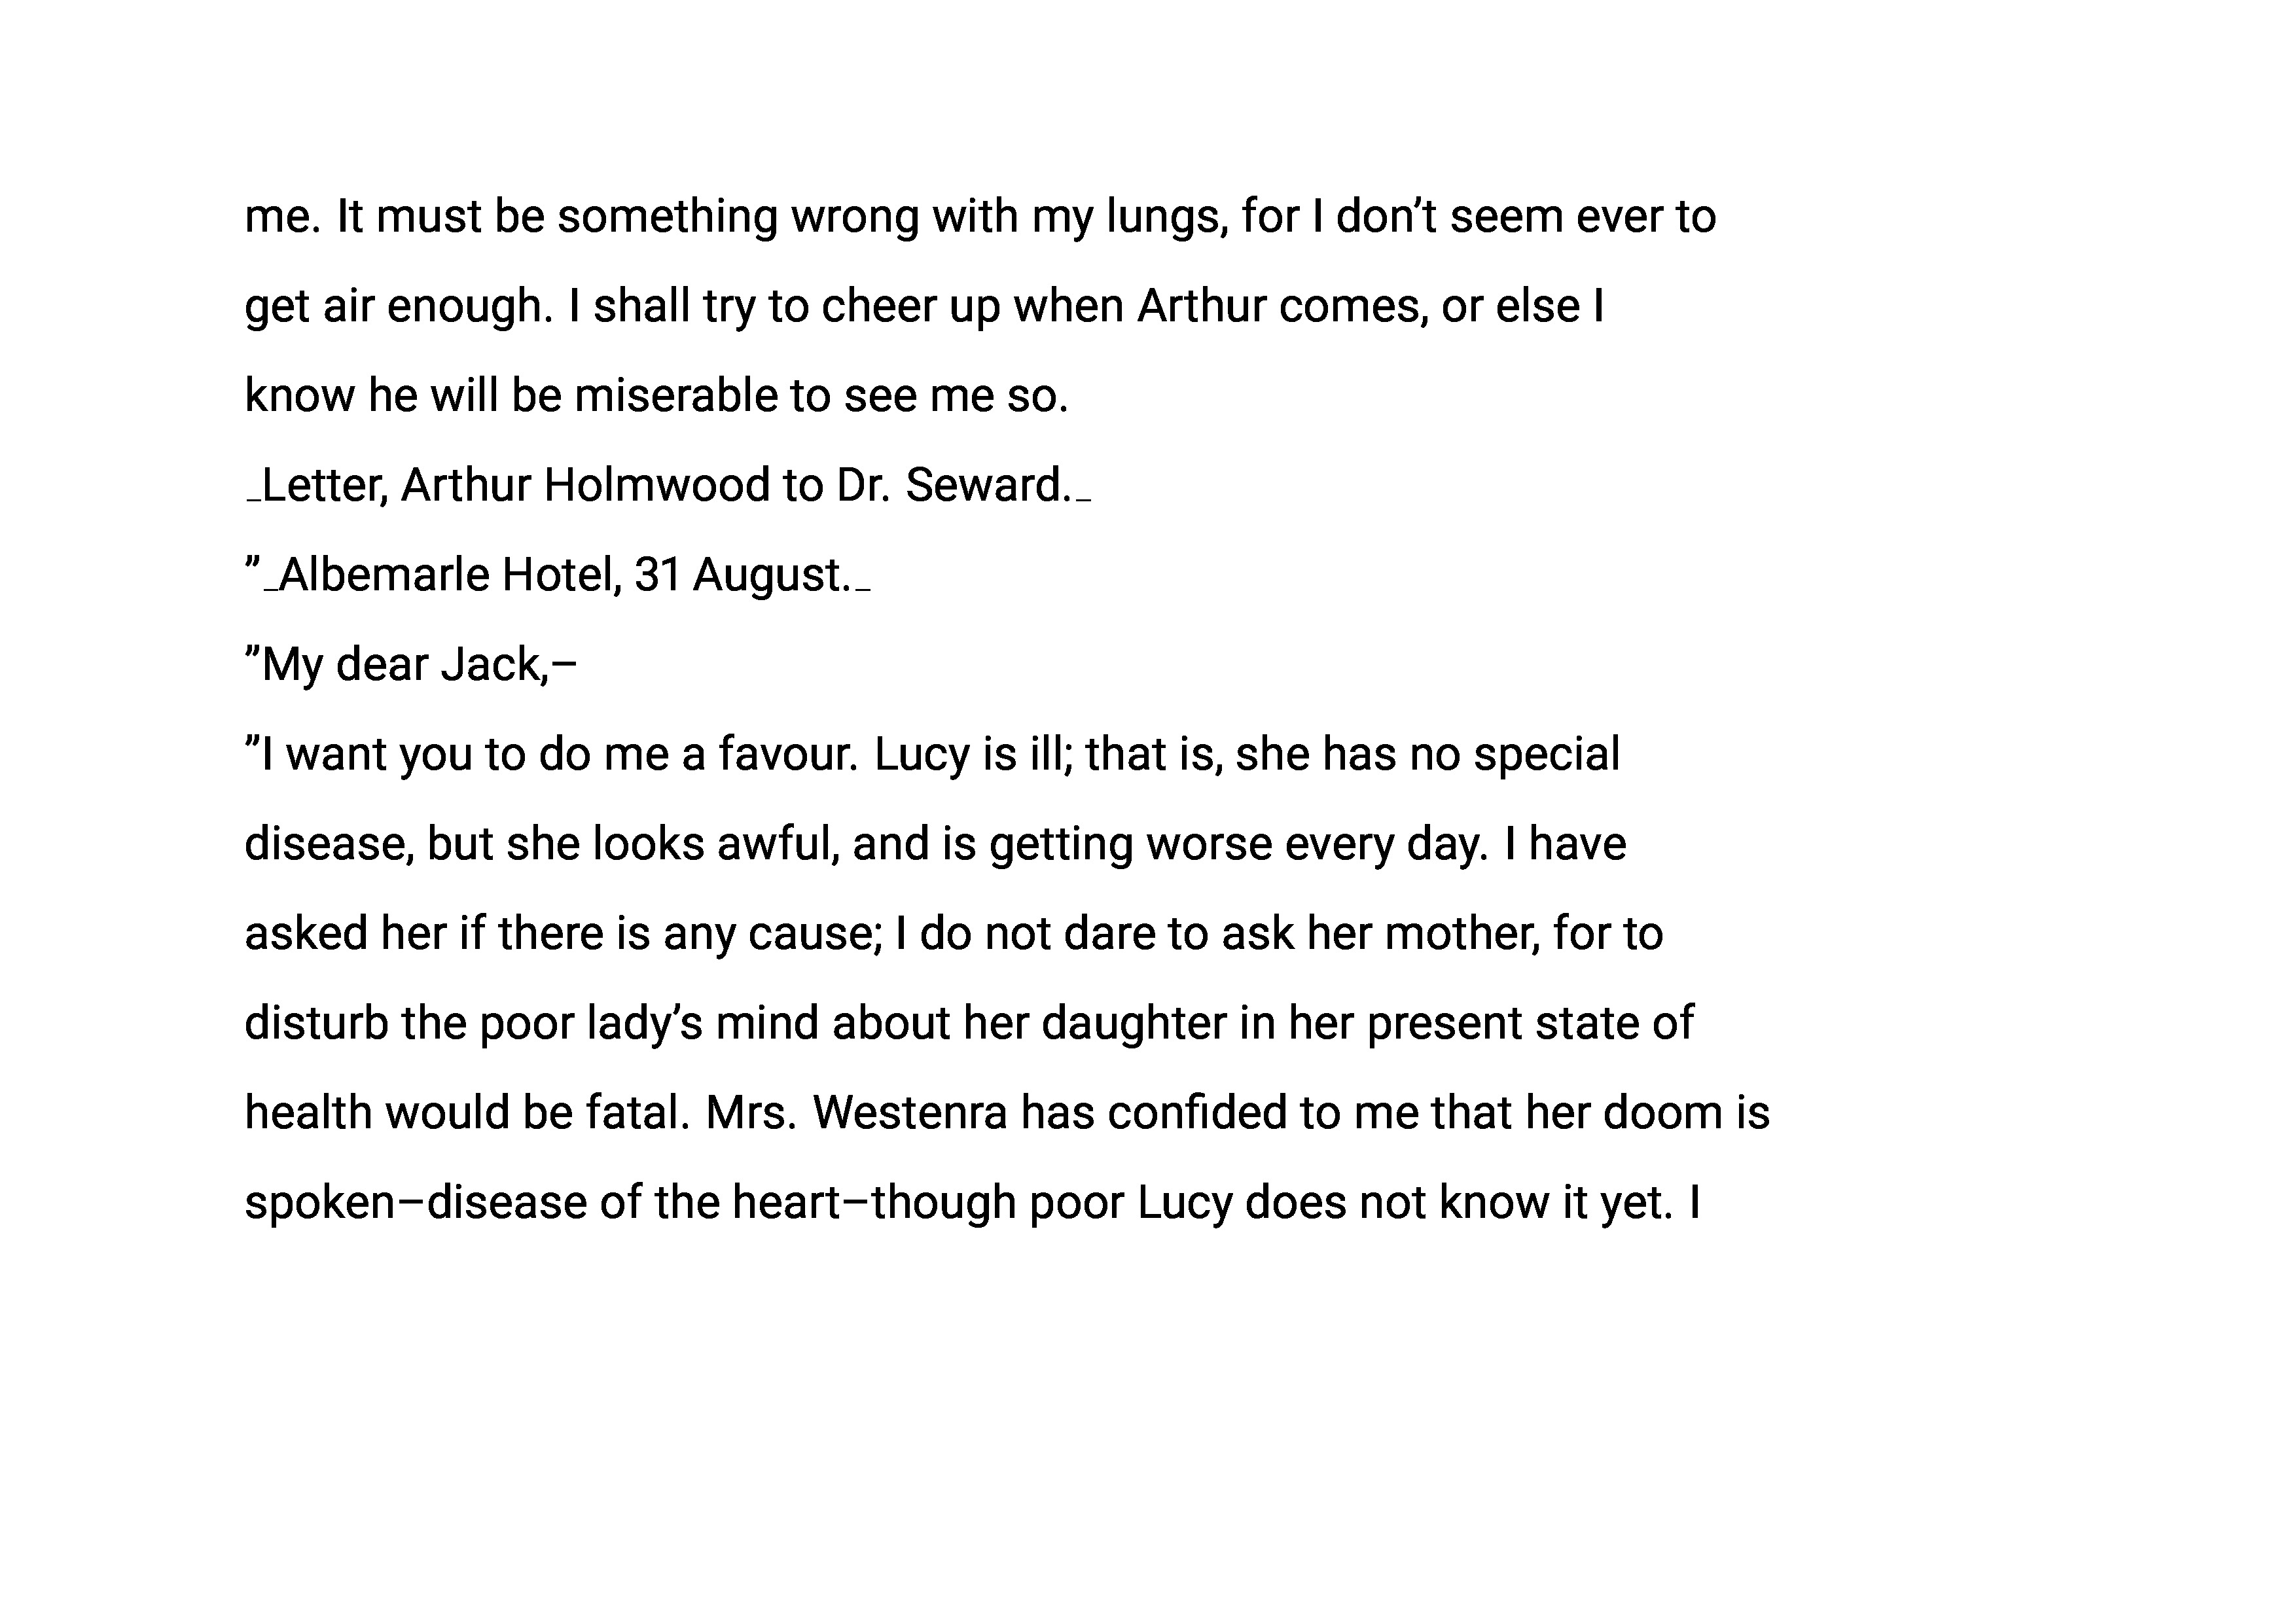 me. It must be something wrong with my lungs, for I don’t seem ever to
get air enough. I shall try to cheer up when Arthur comes, or else I
know he will be miserable to see me so.
_Letter, Arthur Holmwood to Dr. Seward._
”_Albemarle Hotel, 31 August._
”My dear Jack,–
”I want you to do me a favour. Lucy is ill; that is, she has no special
disease, but she looks awful, and is getting worse every day. I have
asked her if there is any cause; I do not dare to ask her mother, for to
disturb the poor lady’s mind about her daughter in her present state of
health would be fatal. Mrs. Westenra has confided to me that her doom is
spoken–disease of the heart–though poor Lucy does not know it yet. I